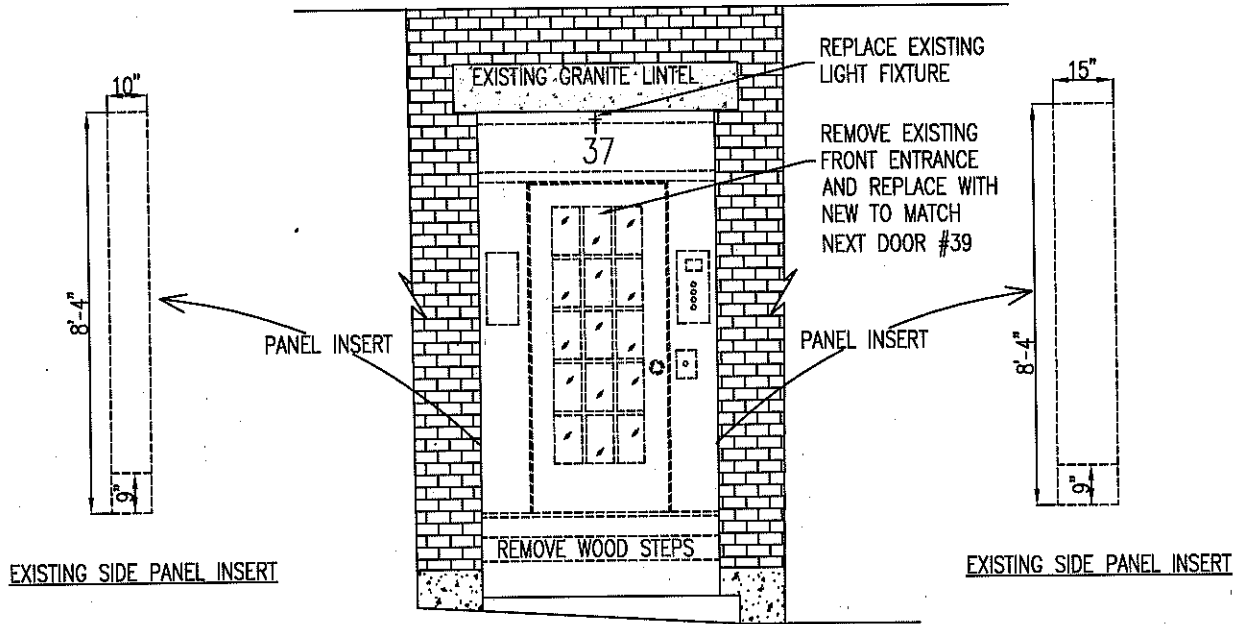 10"
8'-4"
9"
EXISTING SIDE PANEL INSERT
PANEL INSERT
EXISTING GRANITE LINTEL
37
REMOVE WOOD STEPS
REPLACE EXISTING
LIGHT FIXTURE
REMOVE EXISTING
FRONT ENTRANCE
AND REPLACE WITH
NEW TO MATCH
NEXT DOOR #39
PANEL INSERT
15"
8'-4"
9"
EXISTING SIDE PANEL INSERT